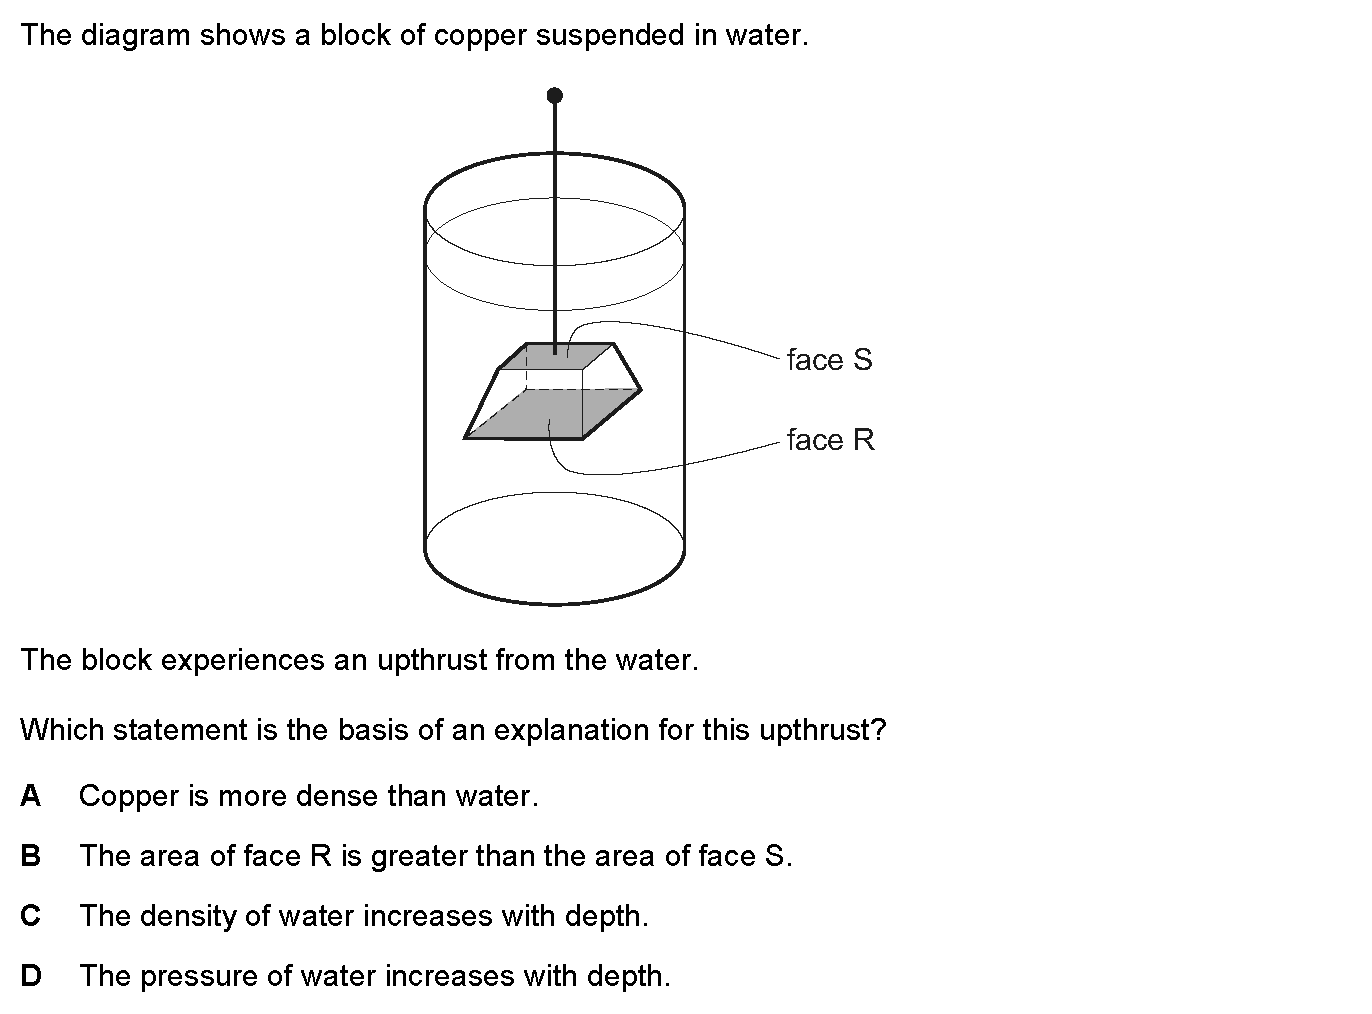 The diagram shows a block of copper suspended in water.
face S
face R
The block experiences an upthrust from the water.
Which statement is the basis of an explanation for this upthrust?
A Copper is more dense than water.
B The area of face R is greater than the area of face S.
C The density of water increases with depth.
D The pressure of water increases with depth.